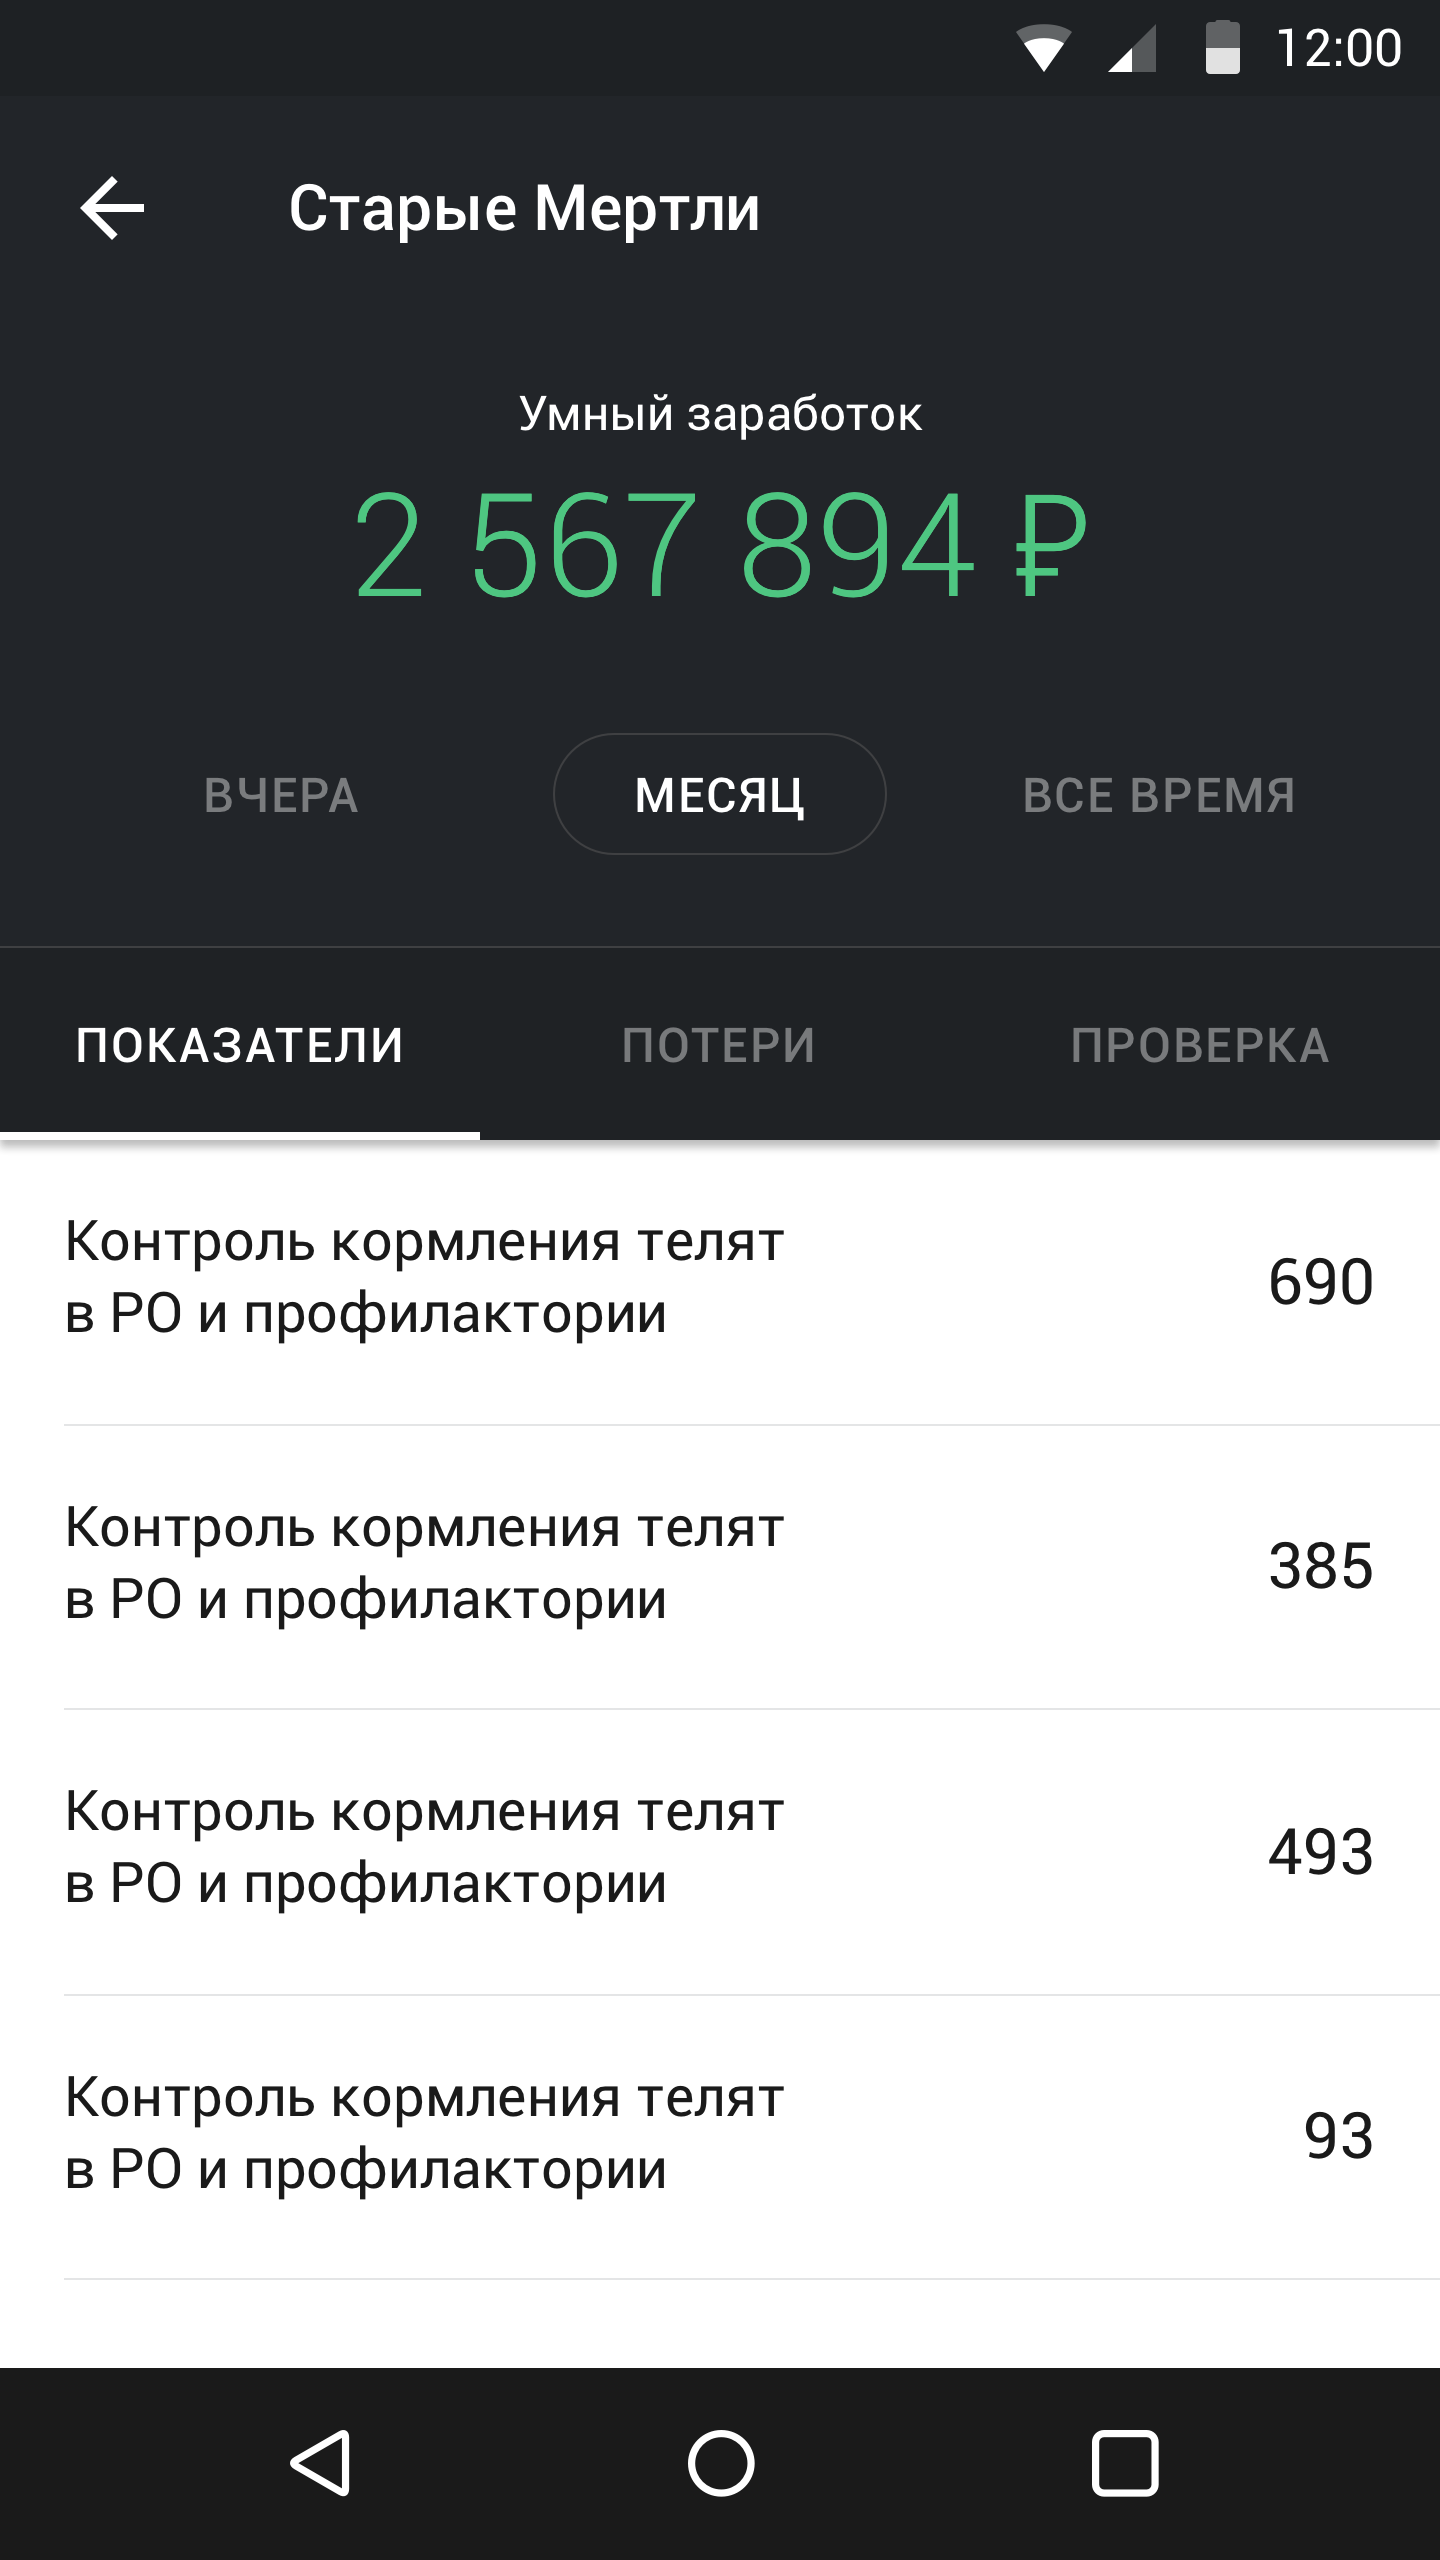 12:00
Старые Мертли
Умный заработок
2 567 894 ₽
ВЧЕРА
МЕСЯЦ
ВСЕ ВРЕМЯ
ПОКАЗАТЕЛИ
ПОТЕРИ
ПРОВЕРКА
Контроль кормления телят
в РО и профилактории
690
Контроль кормления телят
в РО и профилактории
385
Контроль кормления телят
в РО и профилактории
493
Контроль кормления телят
в РО и профилактории
93